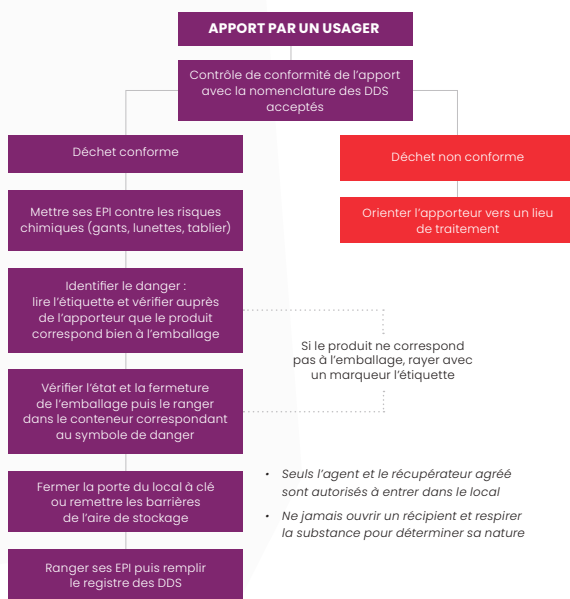 APPORT PAR UN USAGER
Contrôle de conformité de l'apport
avec la nomenclature des DDS
acceptés
Déchet conforme
Déchet non conforme
Mettre ses EPI contre les risques
chimiques (gants, lunettes, tablier)
Orienter l'apporteur vers un lieu
de traitement
Identifier le danger :
lire l'étiquette et vérifier auprès
de l'apporteur que le produit
correspond bien à l'emballage
Si le produit ne correspond
pas à l'emballage, rayer avec
un marqueur l'étiquette
Vérifier l'état et la fermeture
de l'emballage puis le ranger
dans le conteneur correspondant
au symbole de danger
Fermer la porte du local à clé
ou remettre les barrières
de l'aire de stockage
• Seuls l'agent et le récupérateur agréé
sont autorisés à entrer dans le local
• Ne jamais ouvrir un récipient et respirer
la substance pour déterminer sa nature
Ranger ses EPI puis remplir
le registre des DDS